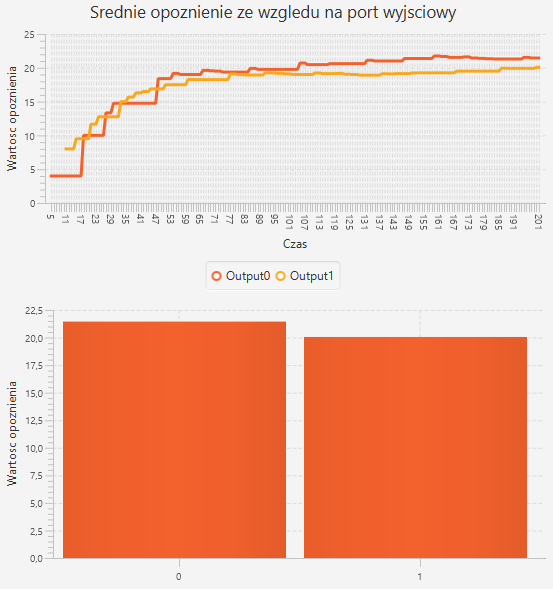 Srednie opoznienie ze wzgledu na port wyjsciowy
Wartosc opoznienia
25
20
15
10
5
0
5 11 17 23 29 35 41 47 53 59 65 71 77 83 89 95 101 107 113 119 125 131 137 143 149 155 161 167 173 179 185 191 201
Czas
Output0 Output1
Wartosc opoznienia
22,5
20,0
17,5
15,0
12,5
10,0
7,5
5,0
2,5
0,0
0 1